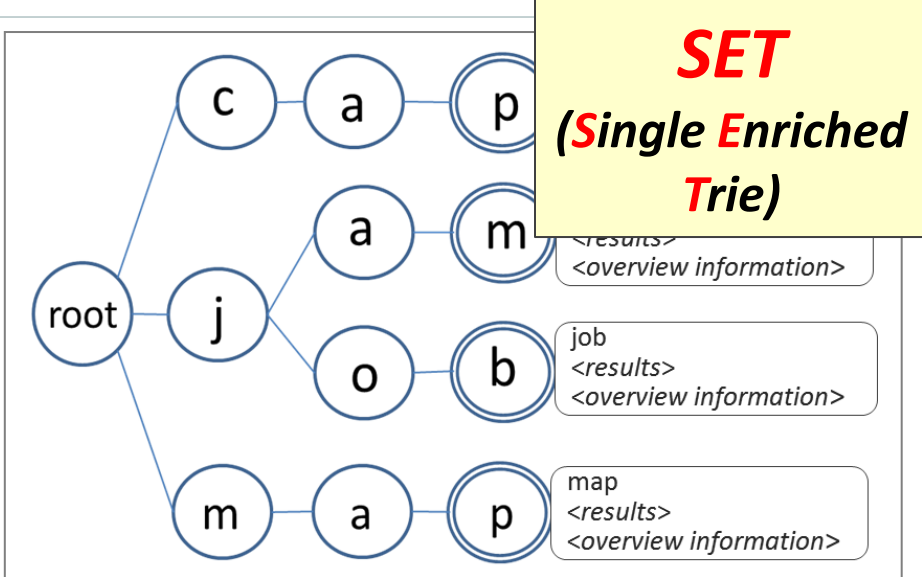 SET
(Single Enriched
Trie)
c a p
a m
<results>
<overview information>
root j
o b
job
<results>
<overview information>
m a p
map
<results>
<overview information>